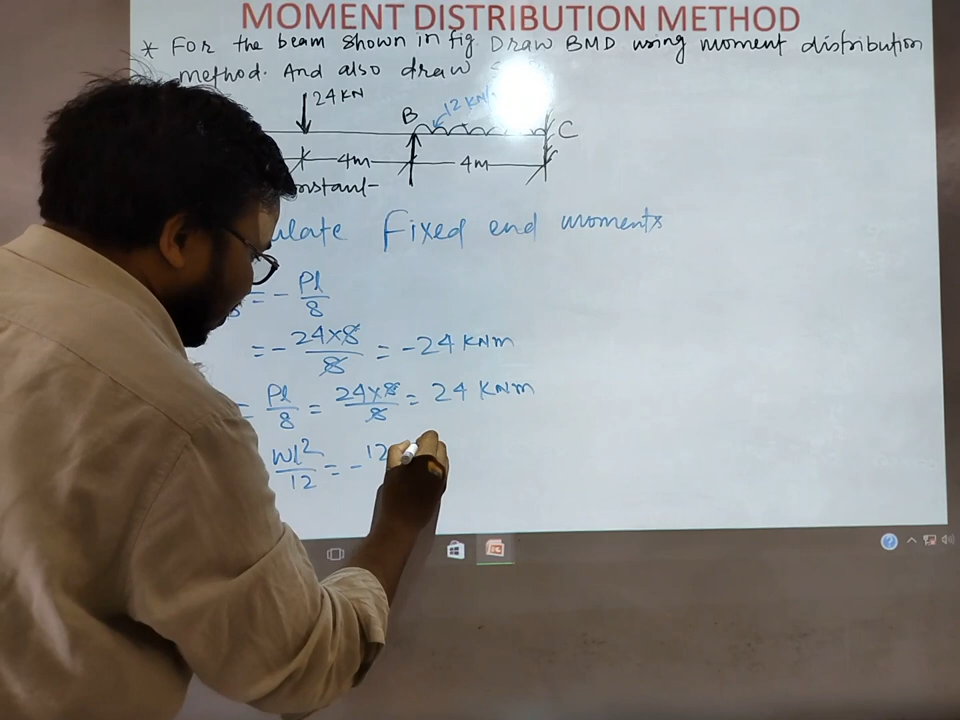 MOMENT DISTRIBUTION METHOD
* For the beam shown in fig. Draw BMD using moment distribution
method. And also draw
24 KN
B 12 KN/ C
4m 4m
onstant
ulate Fixed end moments
= - Pl/8
= - 24×8/8 = -24 KNm
= Pl/8 = 24×8/8 = 24 KNm
Wl²/12 = - 12